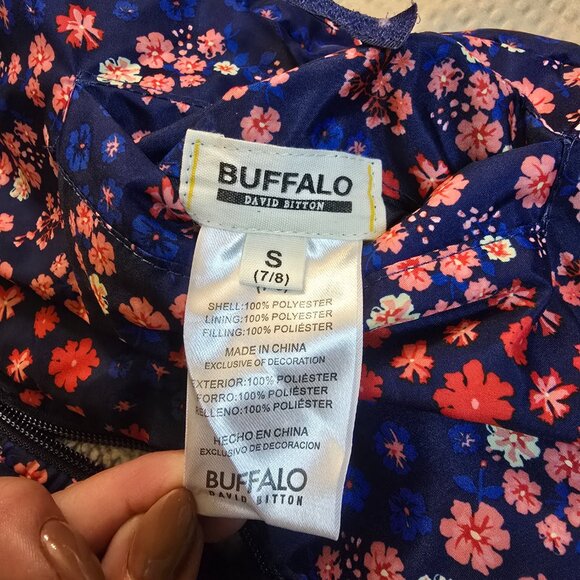 BUFFALO
DAVID BITTON
S
(7/8)
SHELL:100% POLYESTER
LINING:100% POLYESTER
FILLING:100% POLIÉSTER
MADE IN CHINA
EXCLUSIVE OF DECORATION
EXTERIOR:100% POLIÉSTER
FORRO:100% POLIÉSTER
RELLENO:100% POLIÉSTER
HECHO EN CHINA
EXCLUSIVO DE DECORACION
BUFFALO
DAVID BITTON